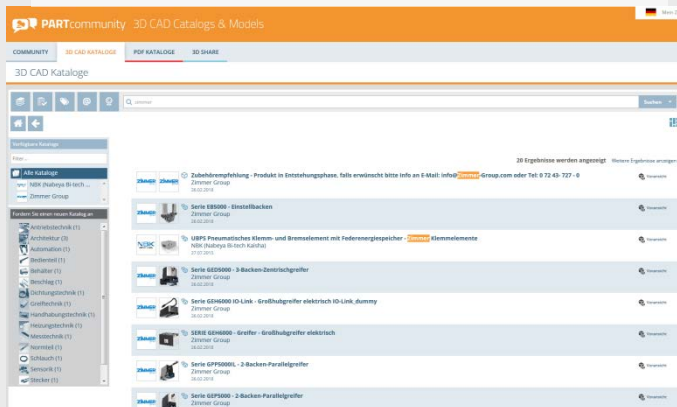 PARTcommunity 3D CAD Catalogs & Models
COMMUNITY 3D CAD KATALOGE PDF KATALOGE 3D SHARE
3D CAD Kataloge
zimmer Suchen
Verfügbare Kataloge
Filter...
Alle Kataloge
NBK (Nabeya Bi-tech ...
Zimmer Group
Fordern Sie einen neuen Katalog an
Antriebstechnik (1)
Architektur (3)
Automation (1)
Bedienteil (1)
Behälter (1)
Beschlag (1)
Dichtungstechnik (1)
Greiftechnik (1)
Handhabungstechnik (1)
Heizungstechnik (1)
Messtechnik (1)
Normteil (1)
Schlauch (1)
Sensorik (1)
Stecker (1)
20 Ergebnisse werden angezeigt Weitere Ergebnisse anzeigen
Zubehörempfehlung - Produkt in Entstehungsphase, falls erwünscht bitte Info an E-Mail: info@Zimmer-Group.com oder Tel: 0 72 43- 727 - 0
Zimmer Group
Serie EB5000 - Einstellbacken
Zimmer Group
UBPS Pneumatisches Klemm- und Bremselement mit Federenergiespeicher - Zimmer Klemmelemente
NBK (Nabeya Bi-tech Kaisha)
Serie GED5000 - 3-Backen-Zentrischgreifer
Zimmer Group
Serie GEH6000 IO-Link - Großhubgreifer elektrisch IO-Link_dummy
Zimmer Group
SERIE GEH6000 - Greifer - Großhubgreifer elektrisch
Zimmer Group
Serie GPP5000IL - 2-Backen-Parallelgreifer
Zimmer Group
Serie GEP5000 - 2-Backen-Parallelgreifer
Zimmer Group